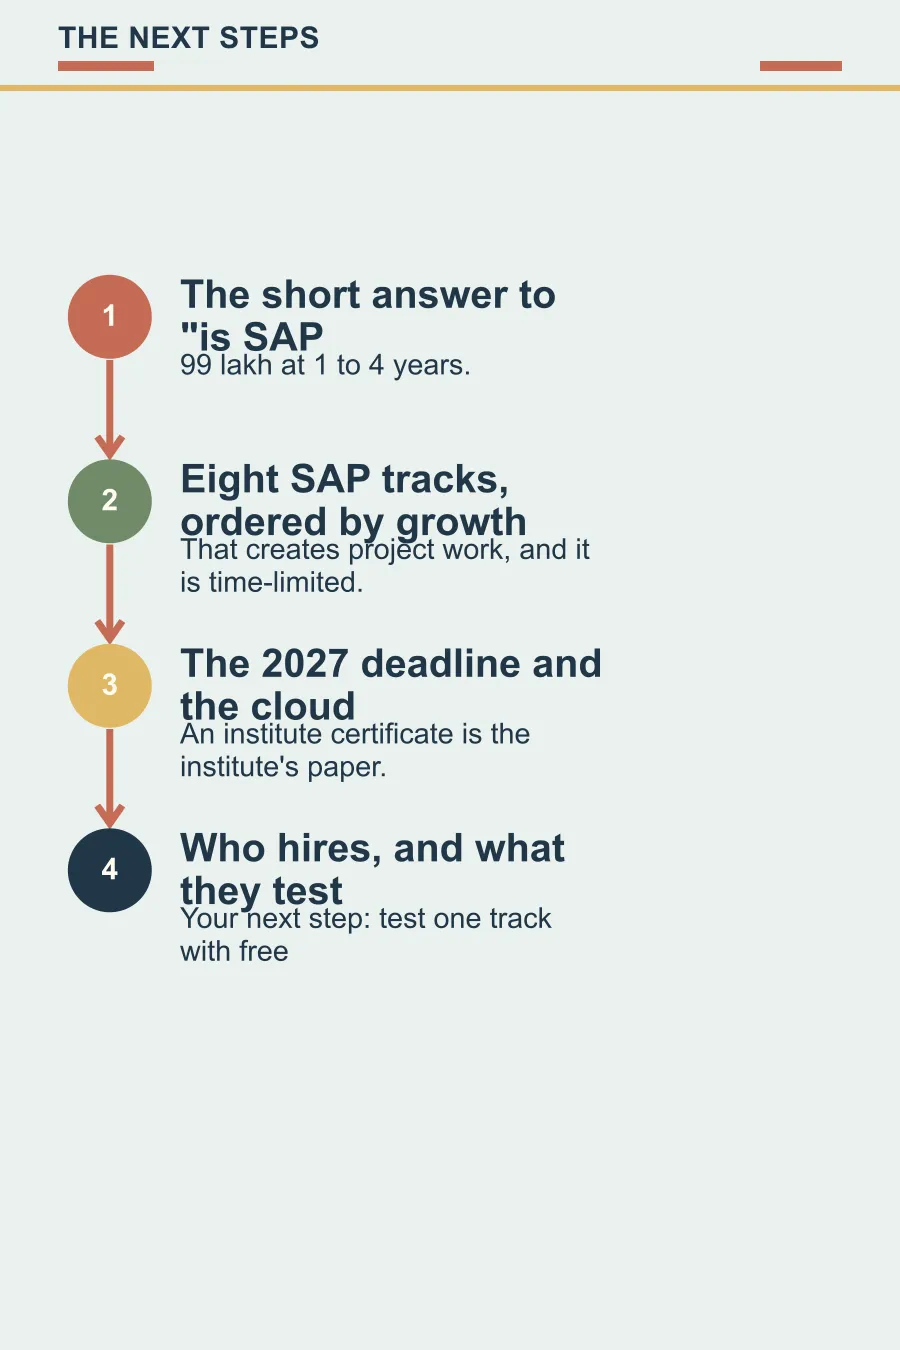 THE NEXT STEPS
1
The short answer to
"is SAP
99 lakh at 1 to 4 years.
2
Eight SAP tracks,
ordered by growth
That creates project work, and it
is time-limited.
3
The 2027 deadline and
the cloud
An institute certificate is the
institute's paper.
4
Who hires, and what
they test
Your next step: test one track
with free